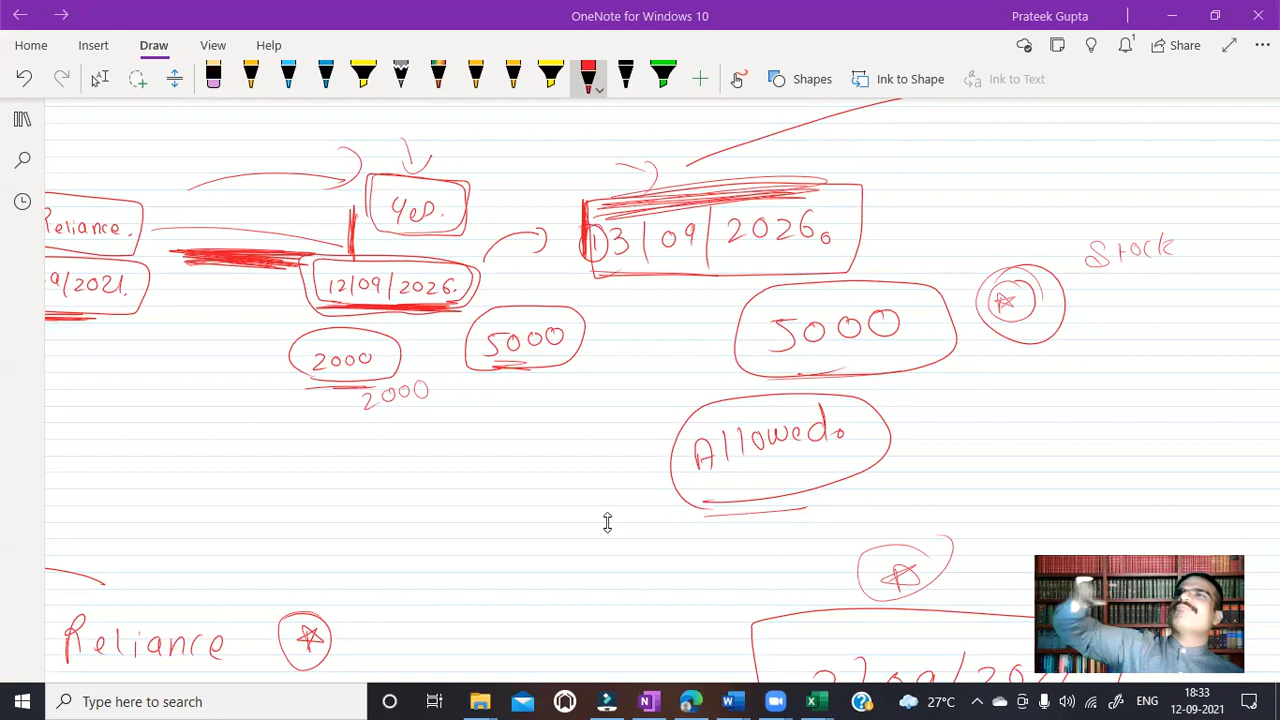 OneNote for Windows 10
Prateek Gupta
Home Insert Draw View Help
Share
Shapes Ink to Shape Ink to Text
Yes.
13/09/2026.
Reliance.
Stock
9/2021.
12/09/2026.
5000
5000
2000
2000
Allowed.
Reliance
Type here to search
27°C
ENG
18:33
12-09-2021